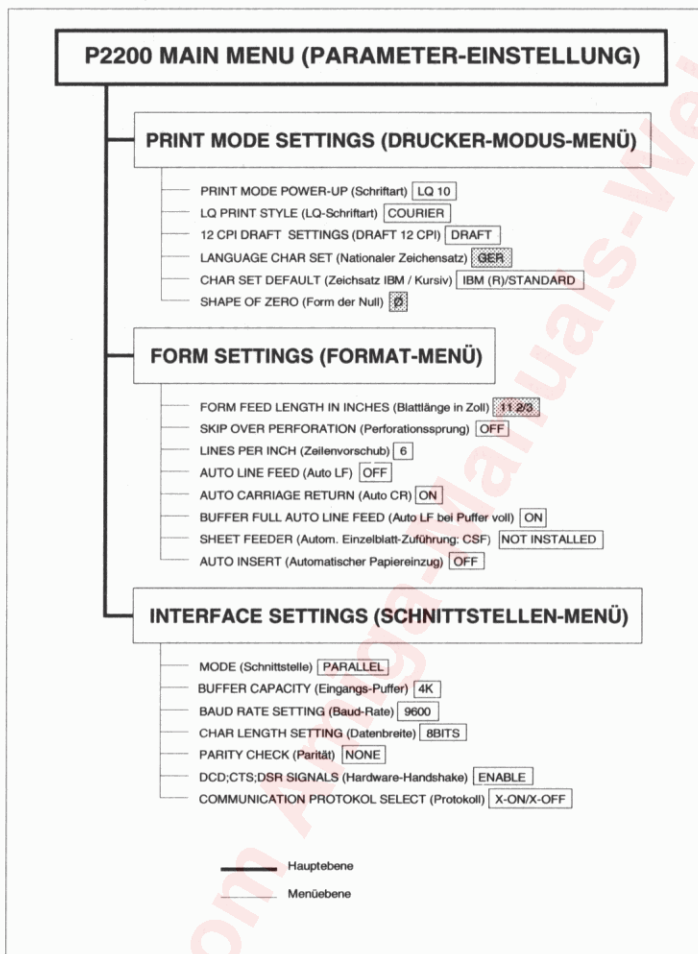 P2200 MAIN MENU (PARAMETER-EINSTELLUNG)
PRINT MODE SETTINGS (DRUCKER-MODUS-MENÜ)
PRINT MODE POWER-UP (Schriftart) LQ 10
LQ PRINT STYLE (LQ-Schriftart) COURIER
12 CPI DRAFT SETTINGS (DRAFT 12 CPI) DRAFT
LANGUAGE CHAR SET (Nationaler Zeichensatz) GER
CHAR SET DEFAULT (Zeichsatz IBM / Kursiv) IBM (R)/STANDARD
SHAPE OF ZERO (Form der Null) Ø
FORM SETTINGS (FORMAT-MENÜ)
FORM FEED LENGTH IN INCHES (Blattlänge in Zoll) 11 2/3
SKIP OVER PERFORATION (Perforationssprung) OFF
LINES PER INCH (Zeilenvorschub) 6
AUTO LINE FEED (Auto LF) OFF
AUTO CARRIAGE RETURN (Auto CR) ON
BUFFER FULL AUTO LINE FEED (Auto LF bei Puffer voll) ON
SHEET FEEDER (Autom. Einzelblatt-Zuführung: CSF) NOT INSTALLED
AUTO INSERT (Automatischer Papiereinzug) OFF
INTERFACE SETTINGS (SCHNITTSTELLEN-MENÜ)
MODE (Schnittstelle) PARALLEL
BUFFER CAPACITY (Eingangs-Puffer) 4K
BAUD RATE SETTING (Baud-Rate) 9600
CHAR LENGTH SETTING (Datenbreite) 8BITS
PARITY CHECK (Parität) NONE
DCD;CTS;DSR SIGNALS (Hardware-Handshake) ENABLE
COMMUNICATION PROTOKOL SELECT (Protokoll) X-ON/X-OFF
Hauptebene
Menüebene
om Amiga-Manuals-Wel